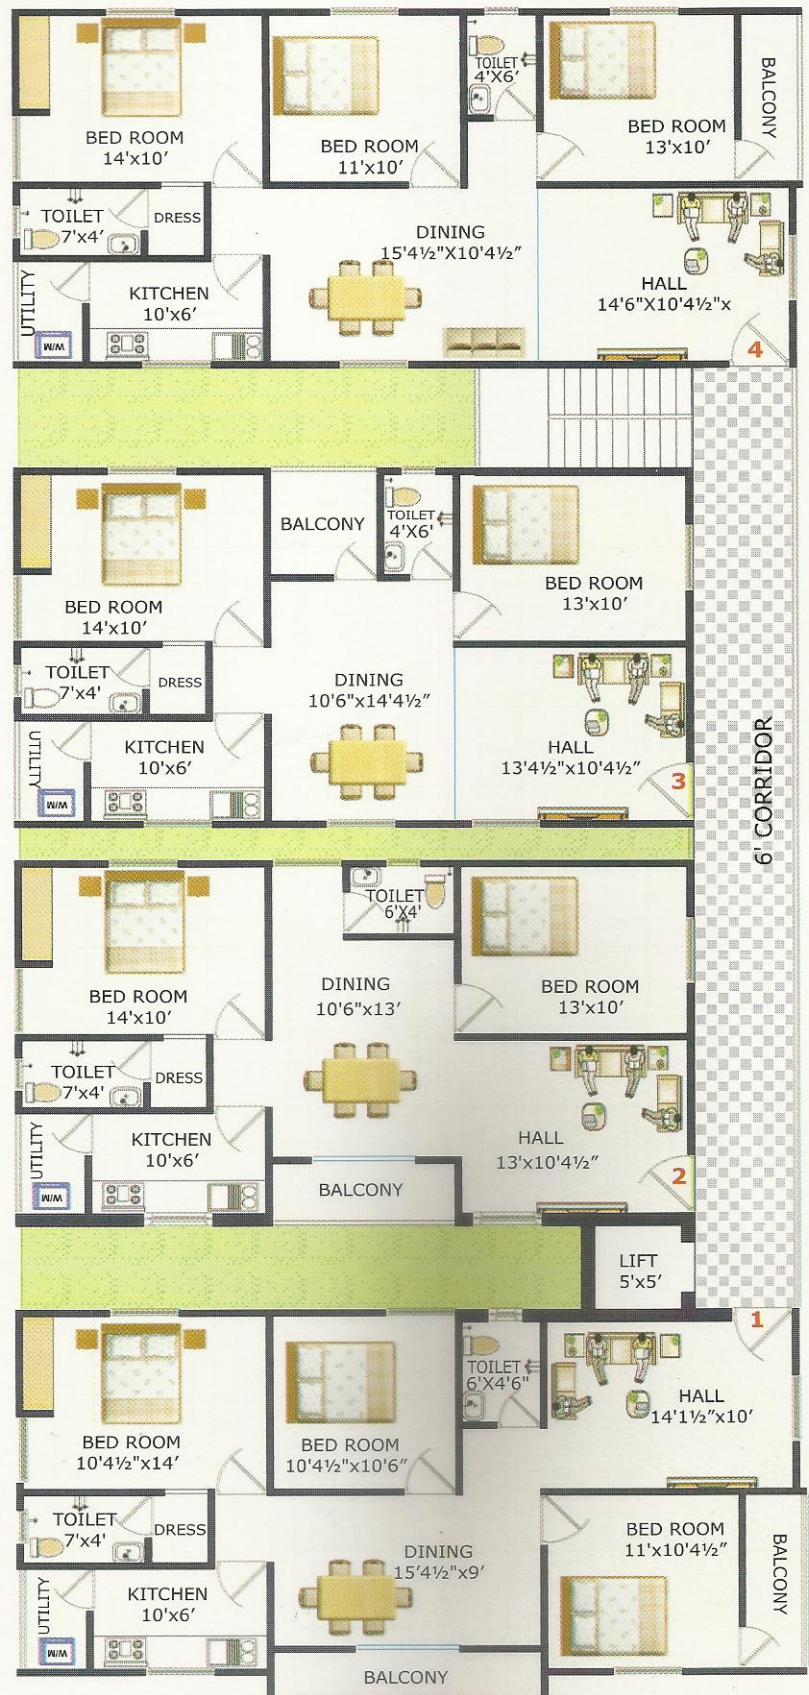 BED ROOM
14'x10'
BED ROOM
11'x10'
TOILET
4'X6'
BED ROOM
13'x10'
BALCONY
TOILET
7'x4'
DRESS
DINING
15'4½"X10'4½"
HALL
14'6"X10'4½"x
UTILITY
W/M
KITCHEN
10'x6'
4
BALCONY
TOILET
4'X6'
BED ROOM
14'x10'
BED ROOM
13'x10'
TOILET
7'x4'
DRESS
DINING
10'6"x14'4½"
HALL
13'4½"x10'4½"
UTILITY
W/M
KITCHEN
10'x6'
3
6' CORRIDOR
TOILET
6'X4'
BED ROOM
14'x10'
DINING
10'6"x13'
BED ROOM
13'x10'
TOILET
7'x4'
DRESS
UTILITY
W/M
KITCHEN
10'x6'
HALL
13'x10'4½"
2
BALCONY
LIFT
5'x5'
1
TOILET
6'X4'6"
HALL
14'1½"x10'
BED ROOM
10'4½"x14'
BED ROOM
10'4½"x10'6"
TOILET
7'x4'
DRESS
DINING
15'4½"x9'
BED ROOM
11'x10'4½"
BALCONY
UTILITY
W/M
KITCHEN
10'x6'
BALCONY